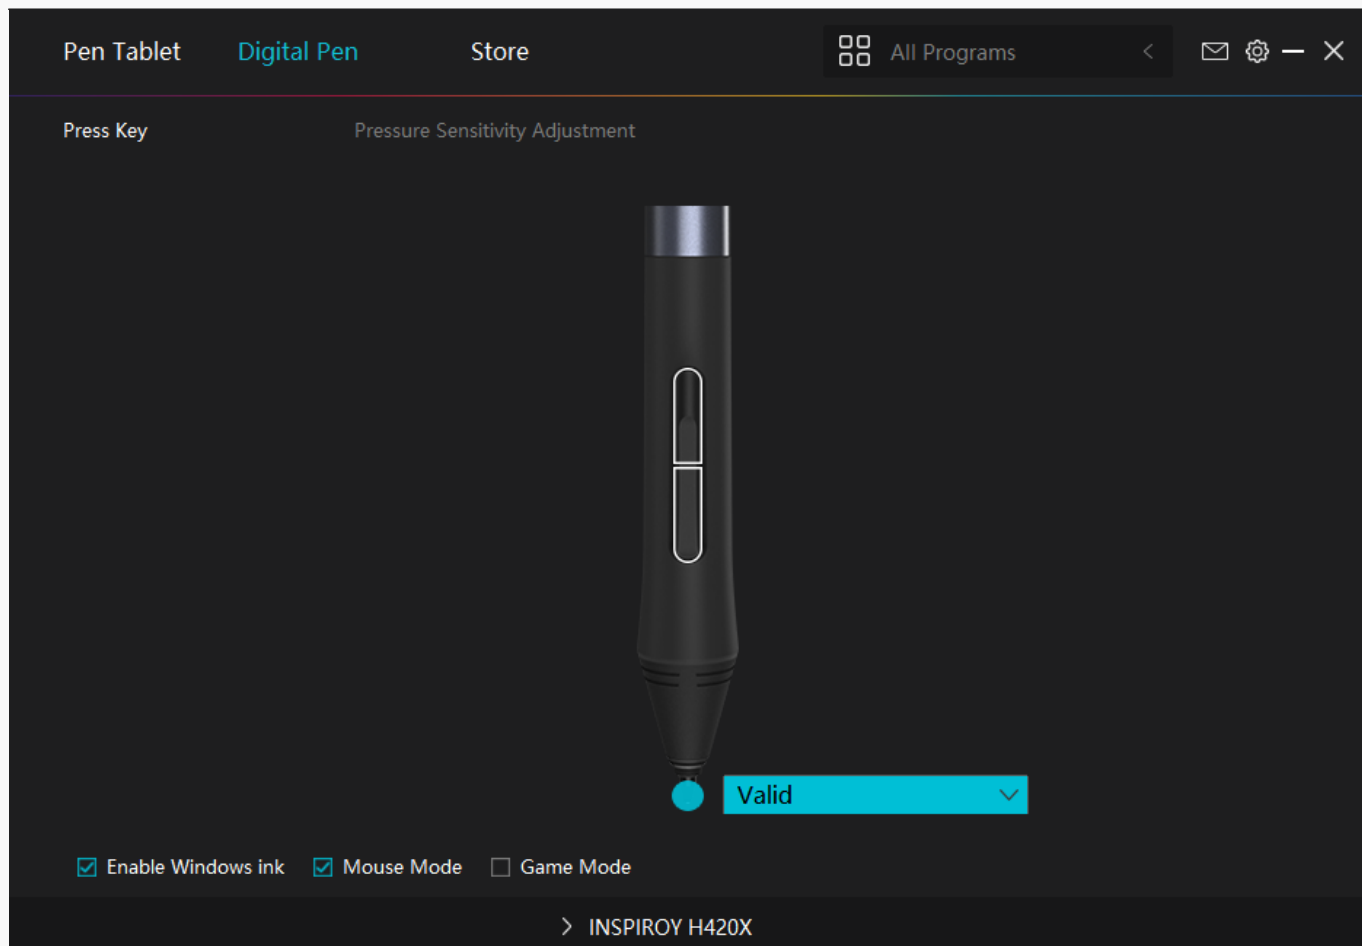 Pen Tablet Digital Pen Store All Programs
Press Key Pressure Sensitivity Adjustment
Valid
Enable Windows ink Mouse Mode Game Mode
INSPIROY H420X